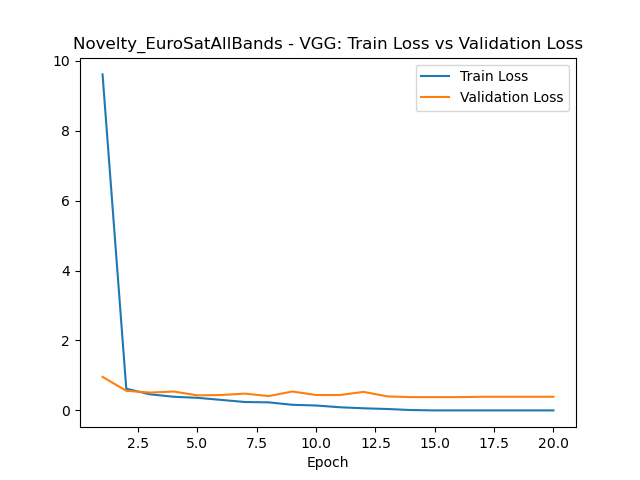 Novelty_EuroSatAllBands - VGG: Train Loss vs Validation Loss
Train Loss
Validation Loss
10
8
6
4
2
0
2.5 5.0 7.5 10.0 12.5 15.0 17.5 20.0
Epoch